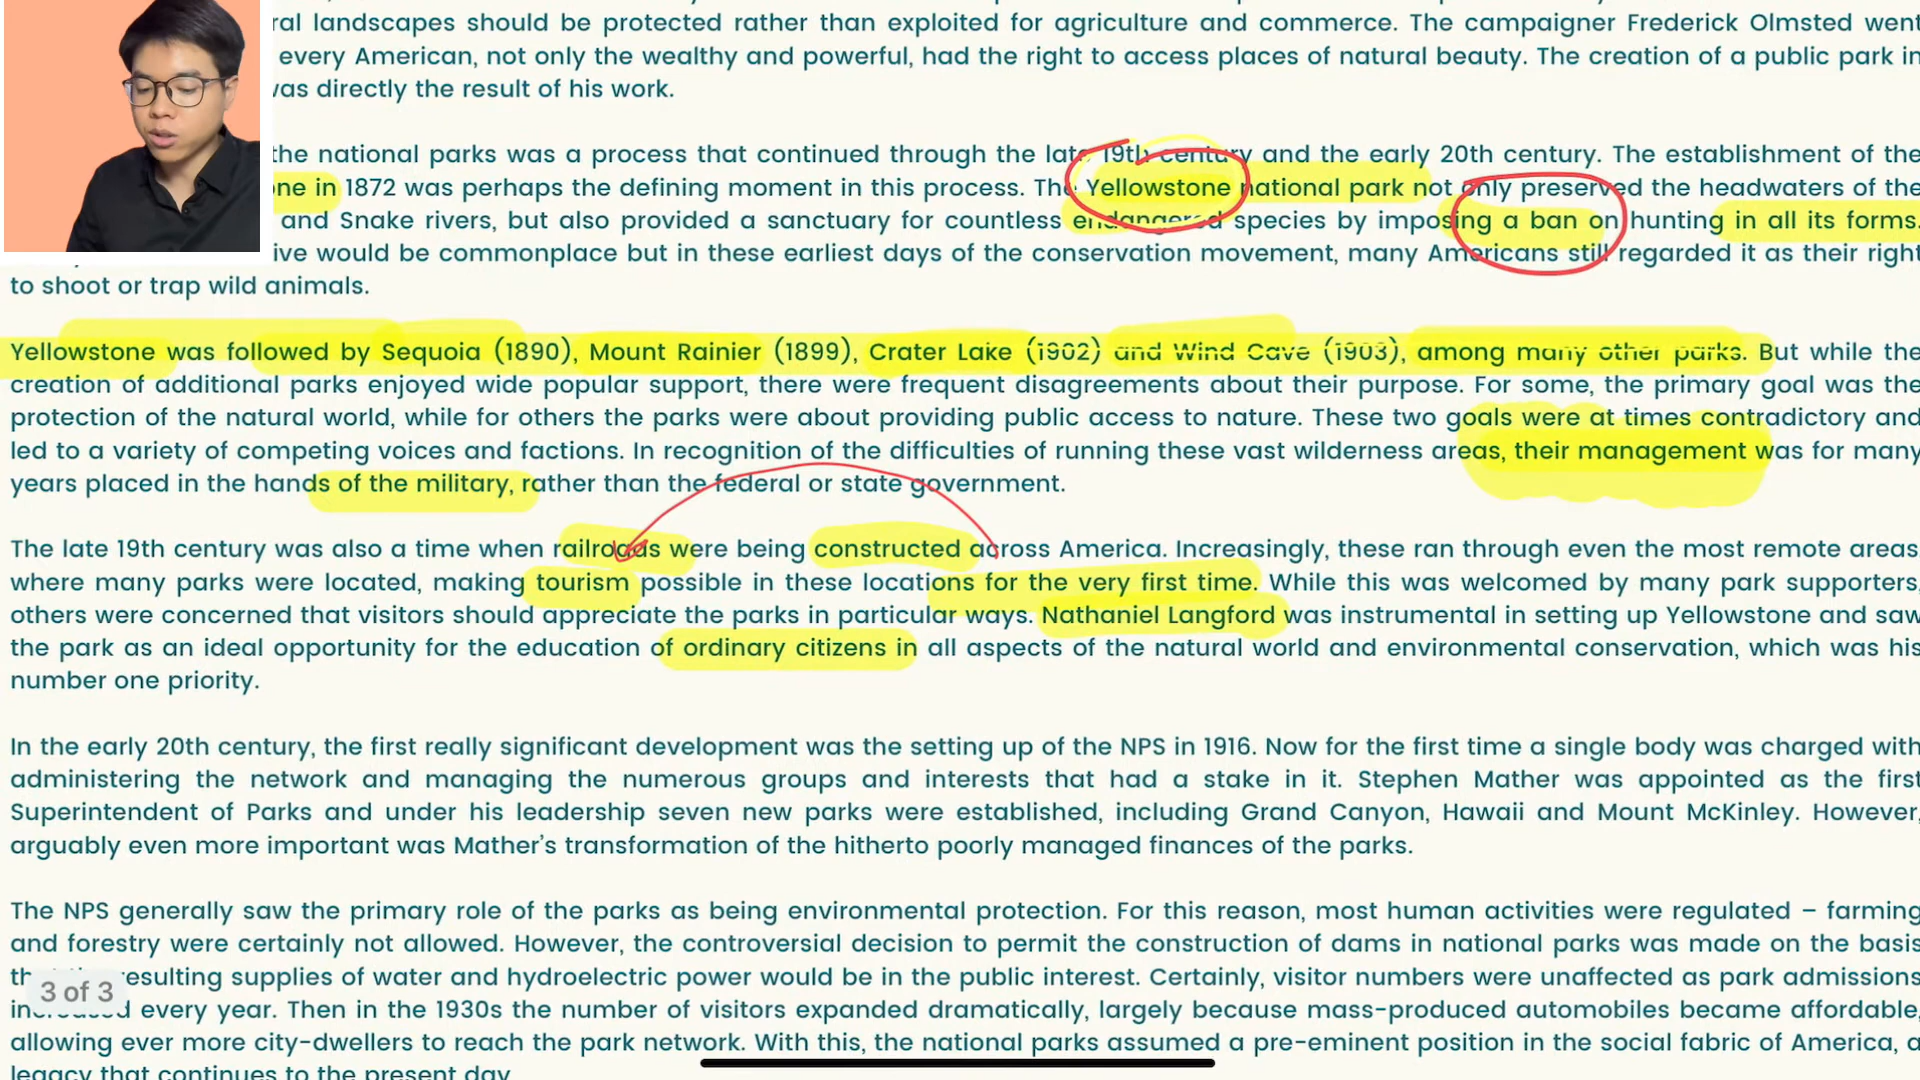 ral landscapes should be protected rather than exploited for agriculture and commerce. The campaigner Frederick Olmsted went
every American, not only the wealthy and powerful, had the right to access places of natural beauty. The creation of a public park in
was directly the result of his work.
the national parks was a process that continued through the late 19th century and the early 20th century. The establishment of the
one in 1872 was perhaps the defining moment in this process. The Yellowstone national park not only preserved the headwaters of the
and Snake rivers, but also provided a sanctuary for countless endangered species by imposing a ban on hunting in all its forms.
ive would be commonplace but in these earliest days of the conservation movement, many Americans still regarded it as their right
to shoot or trap wild animals.
Yellowstone was followed by Sequoia (1890), Mount Rainier (1899), Crater Lake (1902) and Wind Cave (1903), among many other parks. But while the
creation of additional parks enjoyed wide popular support, there were frequent disagreements about their purpose. For some, the primary goal was the
protection of the natural world, while for others the parks were about providing public access to nature. These two goals were at times contradictory and
led to a variety of competing voices and factions. In recognition of the difficulties of running these vast wilderness areas, their management was for many
years placed in the hands of the military, rather than the federal or state government.
The late 19th century was also a time when railroads were being constructed across America. Increasingly, these ran through even the most remote areas
where many parks were located, making tourism possible in these locations for the very first time. While this was welcomed by many park supporters,
others were concerned that visitors should appreciate the parks in particular ways. Nathaniel Langford was instrumental in setting up Yellowstone and saw
the park as an ideal opportunity for the education of ordinary citizens in all aspects of the natural world and environmental conservation, which was his
number one priority.
In the early 20th century, the first really significant development was the setting up of the NPS in 1916. Now for the first time a single body was charged with
administering the network and managing the numerous groups and interests that had a stake in it. Stephen Mather was appointed as the first
Superintendent of Parks and under his leadership seven new parks were established, including Grand Canyon, Hawaii and Mount McKinley. However,
arguably even more important was Mather's transformation of the hitherto poorly managed finances of the parks.
The NPS generally saw the primary role of the parks as being environmental protection. For this reason, most human activities were regulated – farming
and forestry were certainly not allowed. However, the controversial decision to permit the construction of dams in national parks was made on the basis
resulting supplies of water and hydroelectric power would be in the public interest. Certainly, visitor numbers were unaffected as park admissions
3 of 3
increased every year. Then in the 1930s the number of visitors expanded dramatically, largely because mass-produced automobiles became affordable,
allowing ever more city-dwellers to reach the park network. With this, the national parks assumed a pre-eminent position in the social fabric of America, a
legacy that continues to the present day